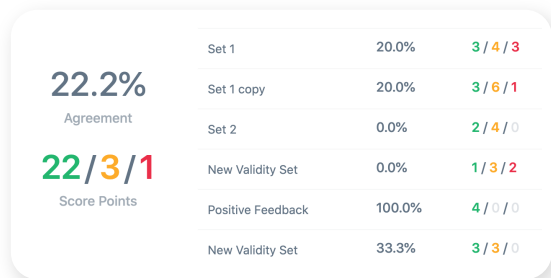 22.2%
Agreement
22/3/1
Score Points
Set 1 20.0% 3/4/3
Set 1 copy 20.0% 3/6/1
Set 2 0.0% 2/4/0
New Validity Set 0.0% 1/3/2
Positive Feedback 100.0% 4/0/0
New Validity Set 33.3% 3/3/0